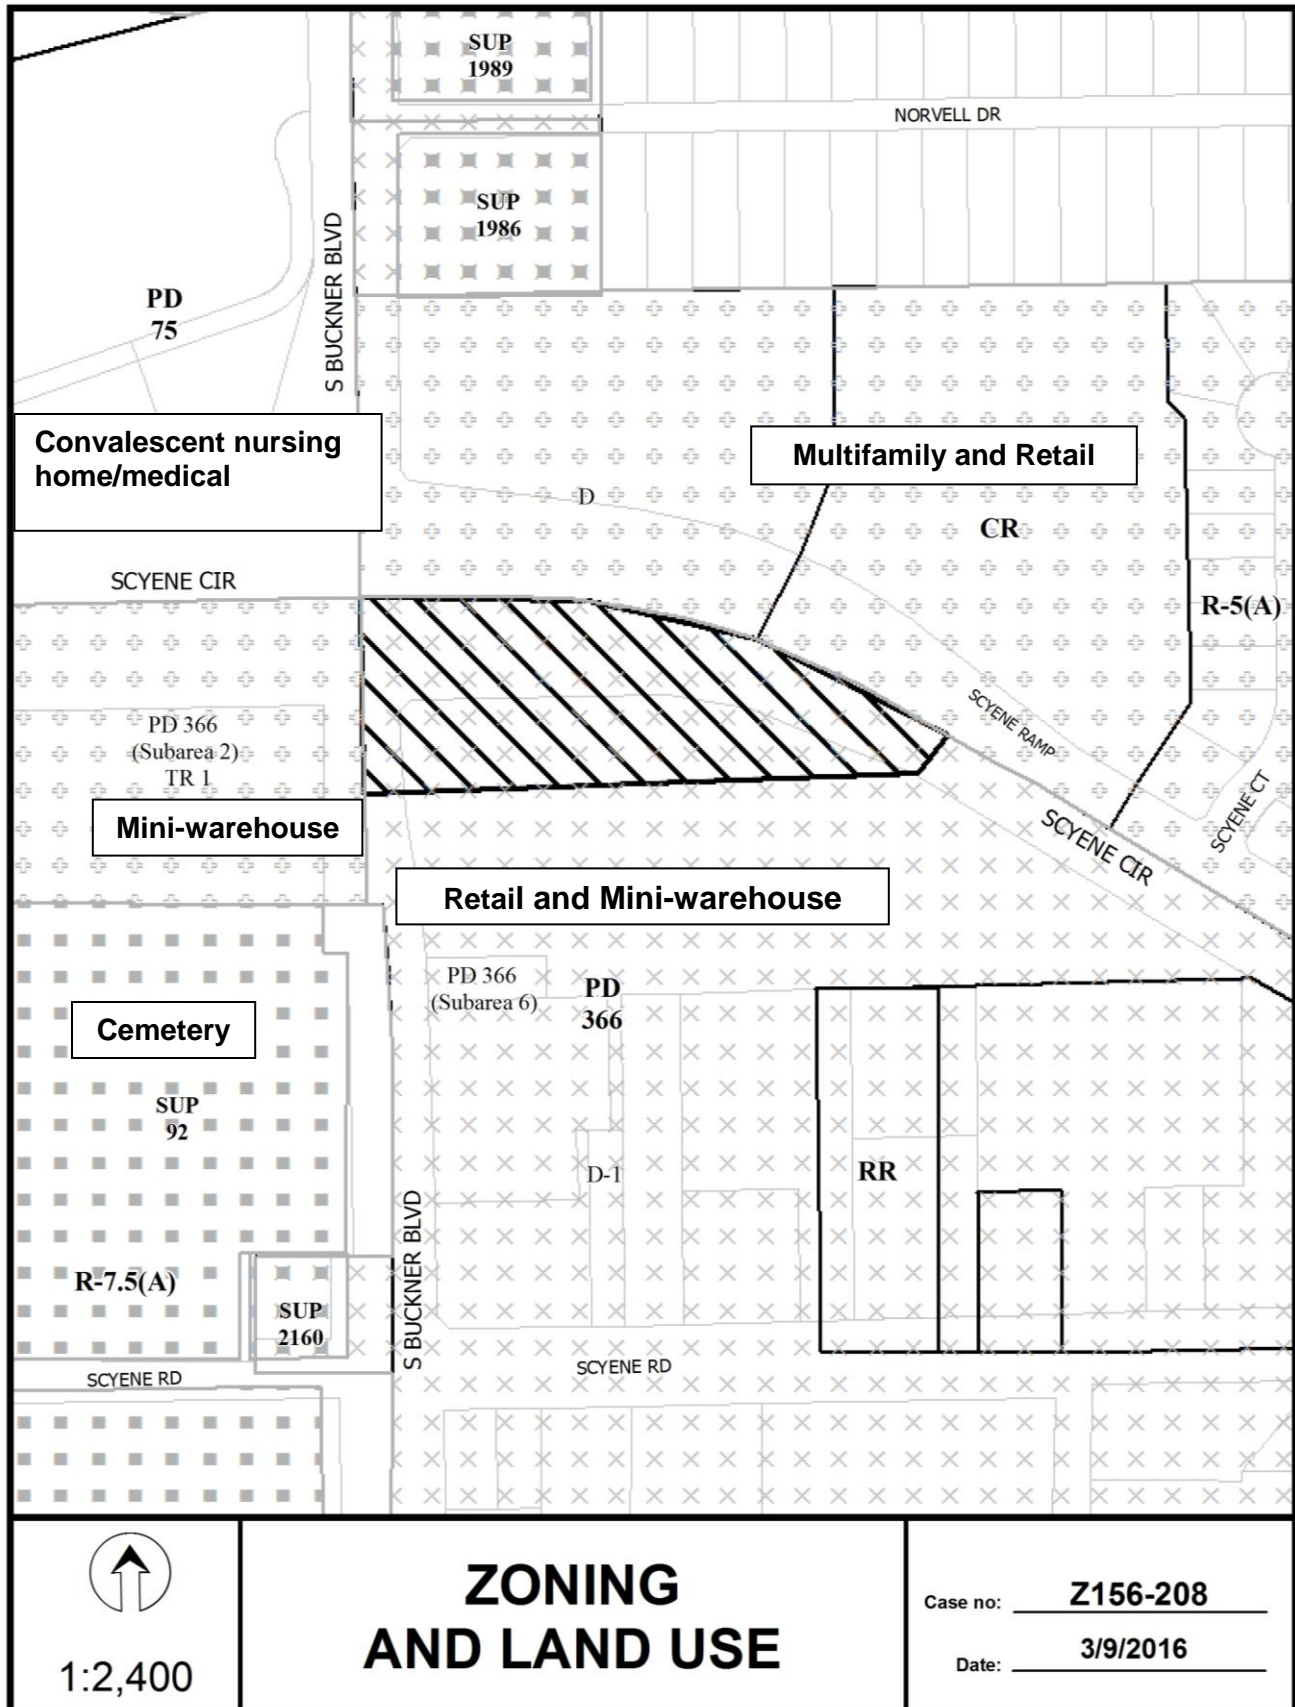 SUP
1989
NORVELL DR
SUP
1986
S BUCKNER BLVD
PD
75
Convalescent nursing
home/medical
Multifamily and Retail
D
CR
SCYENE CIR
R-5(A)
SCYENE RAMP
PD 366
(Subarea 2)
TR 1
Mini-warehouse
SCYENE CIR
SCYENE CT
Retail and Mini-warehouse
PD 366
(Subarea 6)
PD
366
Cemetery
SUP
92
D-1
RR
S BUCKNER BLVD
R-7.5(A)
SUP
2160
SCYENE RD
SCYENE RD
1:2,400
ZONING
AND LAND USE
Case no: Z156-208
Date: 3/9/2016